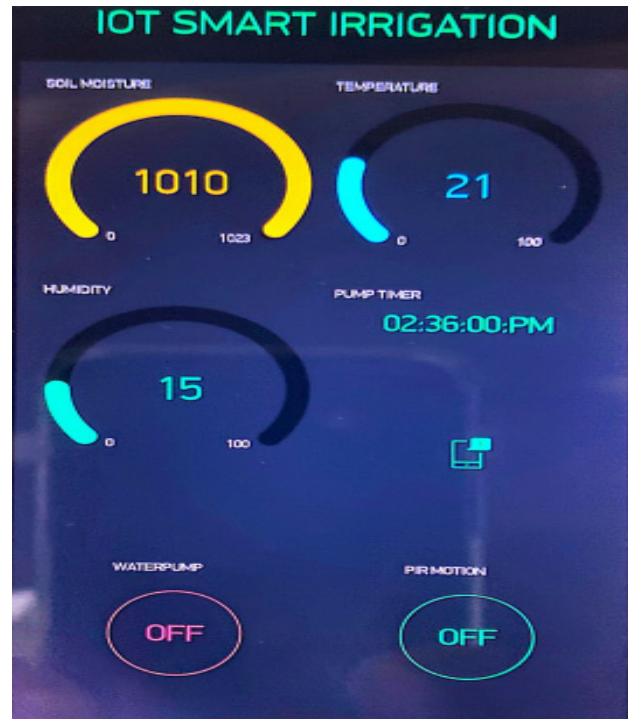 IOT SMART IRRIGATION
SOIL MOISTURE
TEMPERATURE
1010
21
0
1023
0
100
HUMIDITY
PUMP TIMER
02:36:00:PM
15
0
100
WATERPUMP
PIR MOTION
OFF
OFF